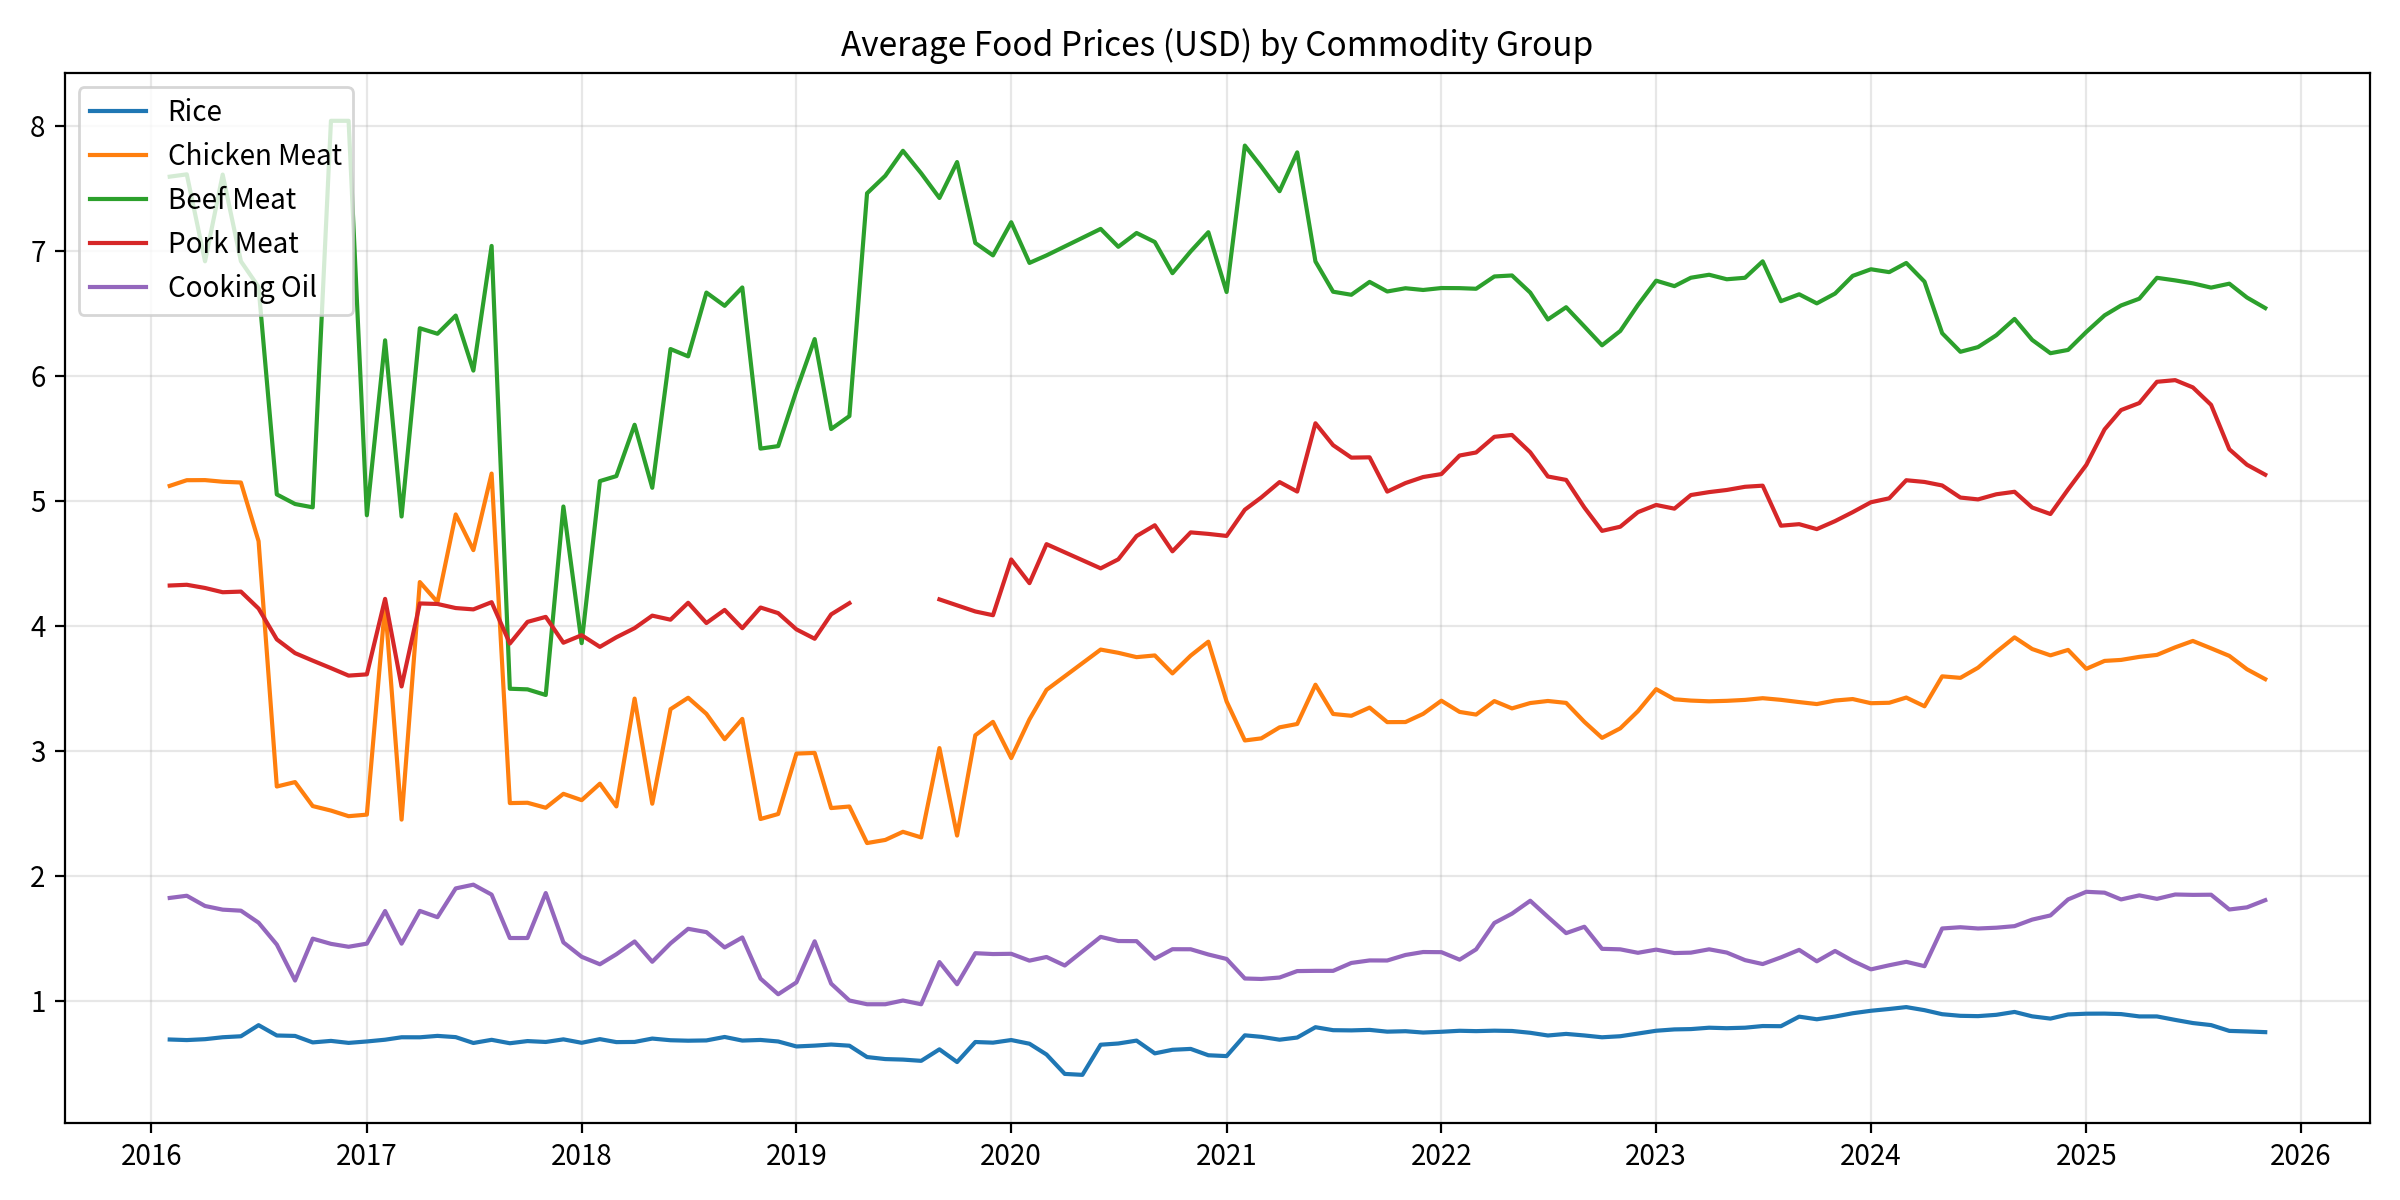 Average Food Prices (USD) by Commodity Group
Rice
Chicken Meat
Beef Meat
Pork Meat
Cooking Oil
8
7
6
5
4
3
2
1
2016 2017 2018 2019 2020 2021 2022 2023 2024 2025 2026